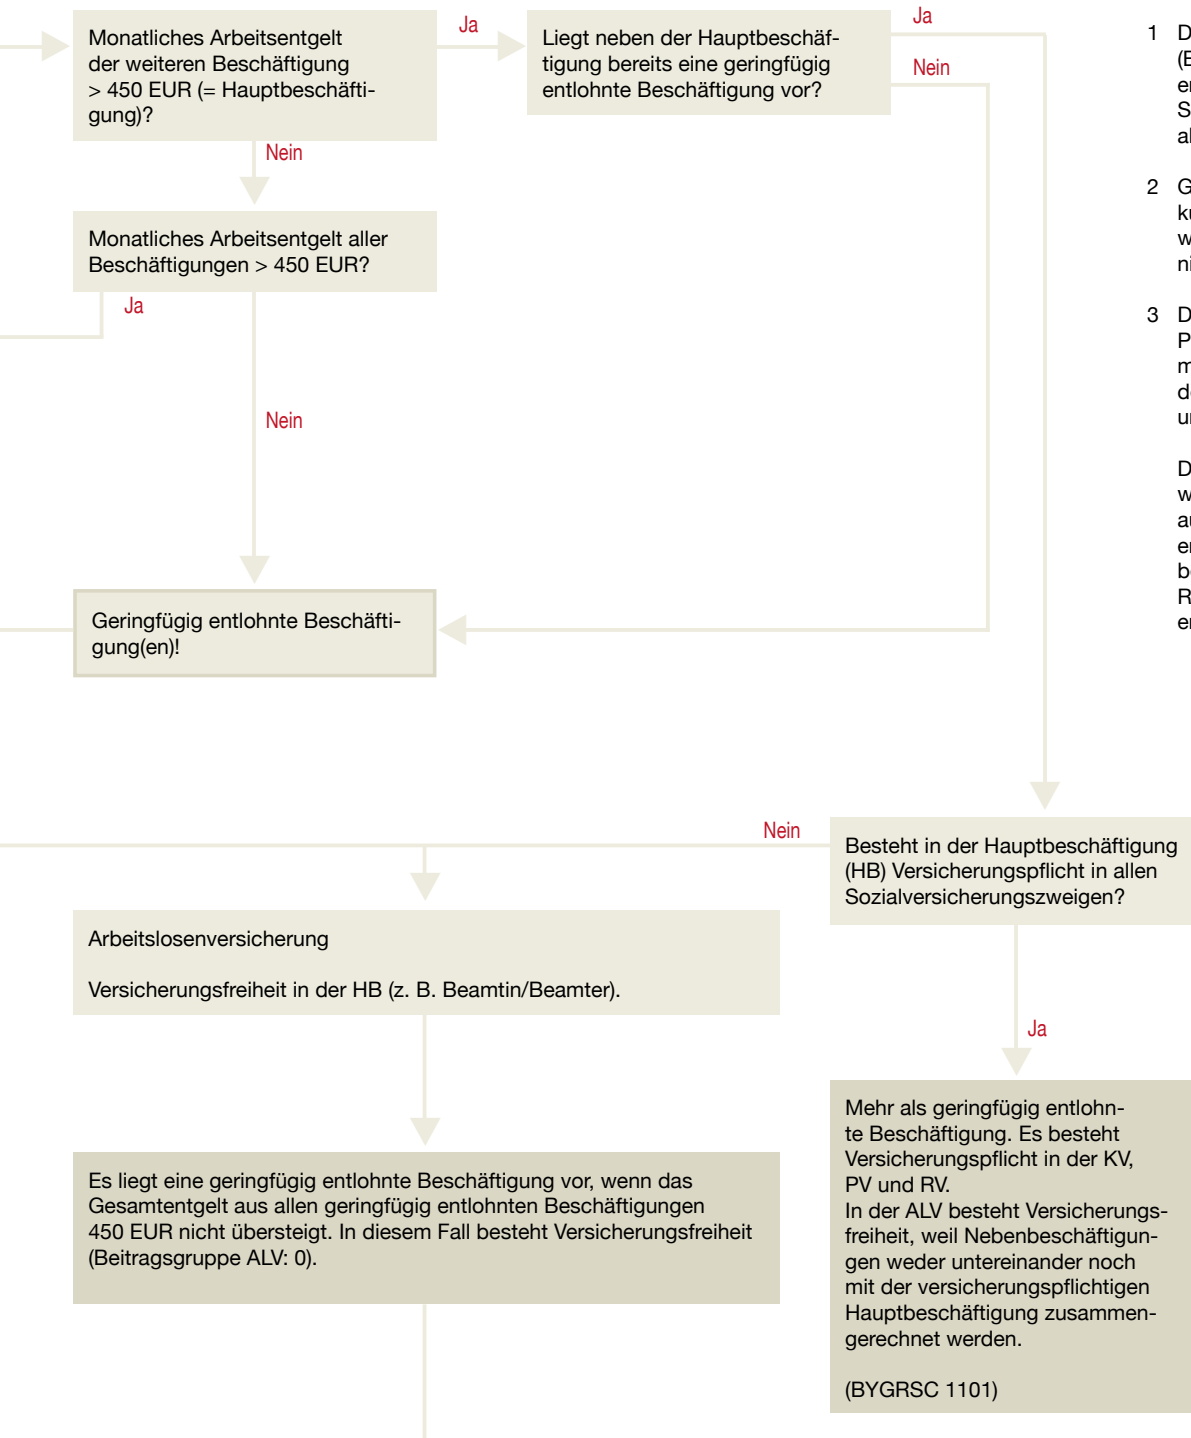 Monatliches Arbeitsentgelt
der weiteren Beschäftigung
> 450 EUR (= Hauptbeschäfti-
gung)?
Ja
Liegt neben der Hauptbeschäf-
tigung bereits eine geringfügig
entlohnte Beschäftigung vor?
Ja
Nein
Nein
Monatliches Arbeitsentgelt aller
Beschäftigungen > 450 EUR?
Ja
Nein
Geringfügig entlohnte Beschäfti-
gung(en)!
1
2
3
Nein
Besteht in der Hauptbeschäftigung
(HB) Versicherungspflicht in allen
Sozialversicherungszweigen?
Arbeitslosenversicherung
Versicherungsfreiheit in der HB (z. B. Beamtin/Beamter).
Ja
Es liegt eine geringfügig entlohnte Beschäftigung vor, wenn das
Gesamtentgelt aus allen geringfügig entlohnten Beschäftigungen
450 EUR nicht übersteigt. In diesem Fall besteht Versicherungsfreiheit
(Beitragsgruppe ALV: 0).
Mehr als geringfügig entlohn-
te Beschäftigung. Es besteht
Versicherungspflicht in der KV,
PV und RV.
In der ALV besteht Versicherungs-
freiheit, weil Nebenbeschäftigun-
gen weder untereinander noch
mit der versicherungspflichtigen
Hauptbeschäftigung zusammen-
gerechnet werden.
(BYGRSC 1101)